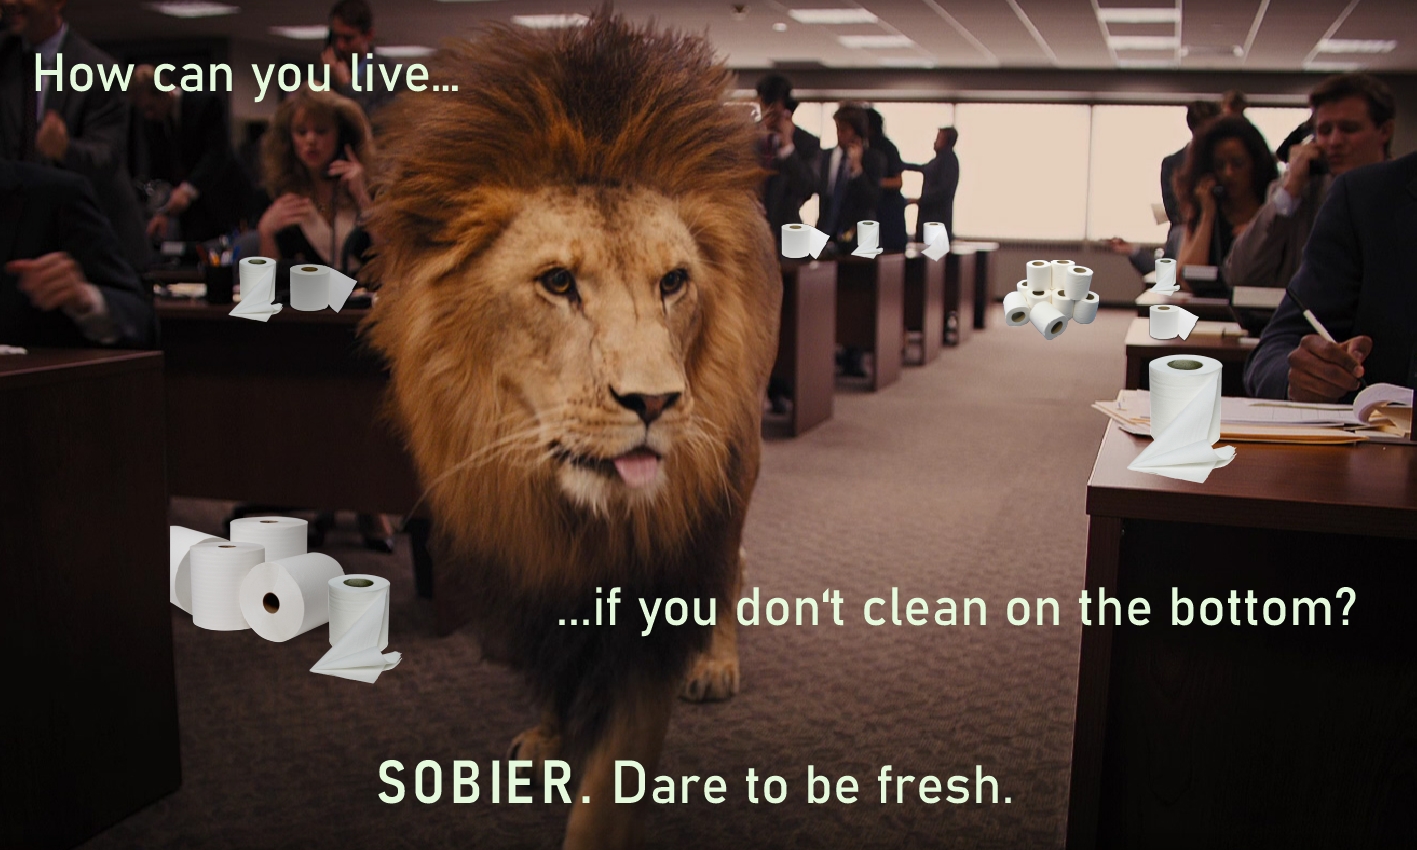 How can you live...
...if you don‘t clean on the bottom?
SOBIER. Dare to be fresh.